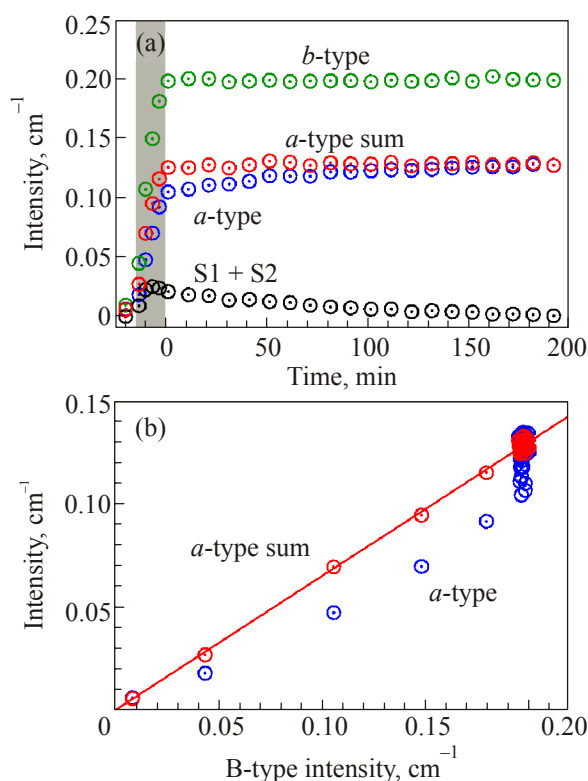 (a)
b-type
0.20
0.15
a-type sum
0.10
a-type
0.05
S1 + S2
0
Intensity, cm⁻¹
0 50 100 150 200
Time, min
0.15
(b)
0.10
a-type sum
a-type
0.05
Intensity, cm⁻¹
0 0.05 0.10 0.15 0.20
B-type intensity, cm⁻¹